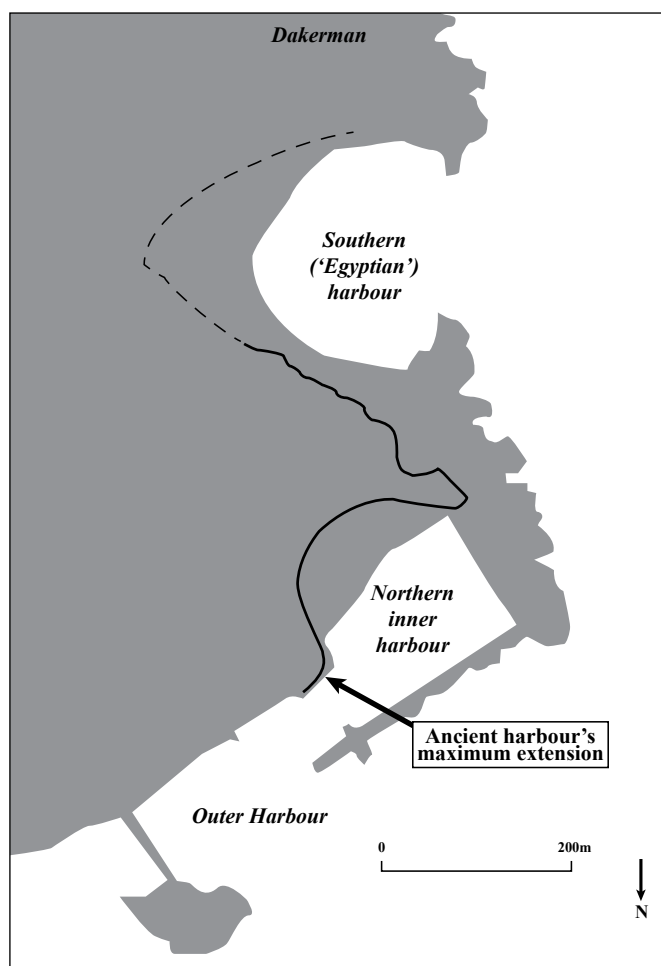 Dakerman
Southern
(‘Egyptian’)
harbour
Northern
inner
harbour
Ancient harbour’s
maximum extension
Outer Harbour
0
200m
N